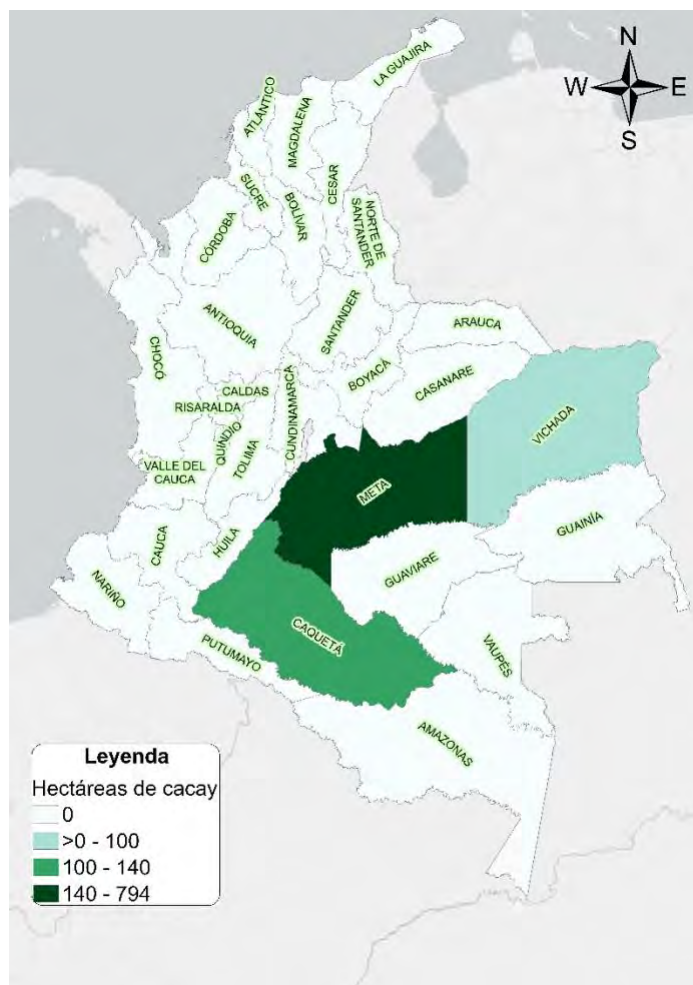 N
W E
S
LA GUAJIRA
ATLÁNTICO
MAGDALENA
CESAR
SUCRE
BOLÍVAR
NORTE DE
SANTANDER
CÓRDOBA
ANTIOQUIA
SANTANDER
ARAUCA
CHOCÓ
BOYACÁ
CASANARE
CALDAS
CUNDINAMARCA
RISARALDA
VICHADA
QUINDIO
TOLIMA
VALLE DEL
CAUCA
META
GUAINÍA
CAUCA
HUILA
GUAVIARE
NARIÑO
CAQUETÁ
VAUPÉS
PUTUMAYO
AMAZONAS
Leyenda
Hectáreas de cacay
0
>0 - 100
100 - 140
140 - 794